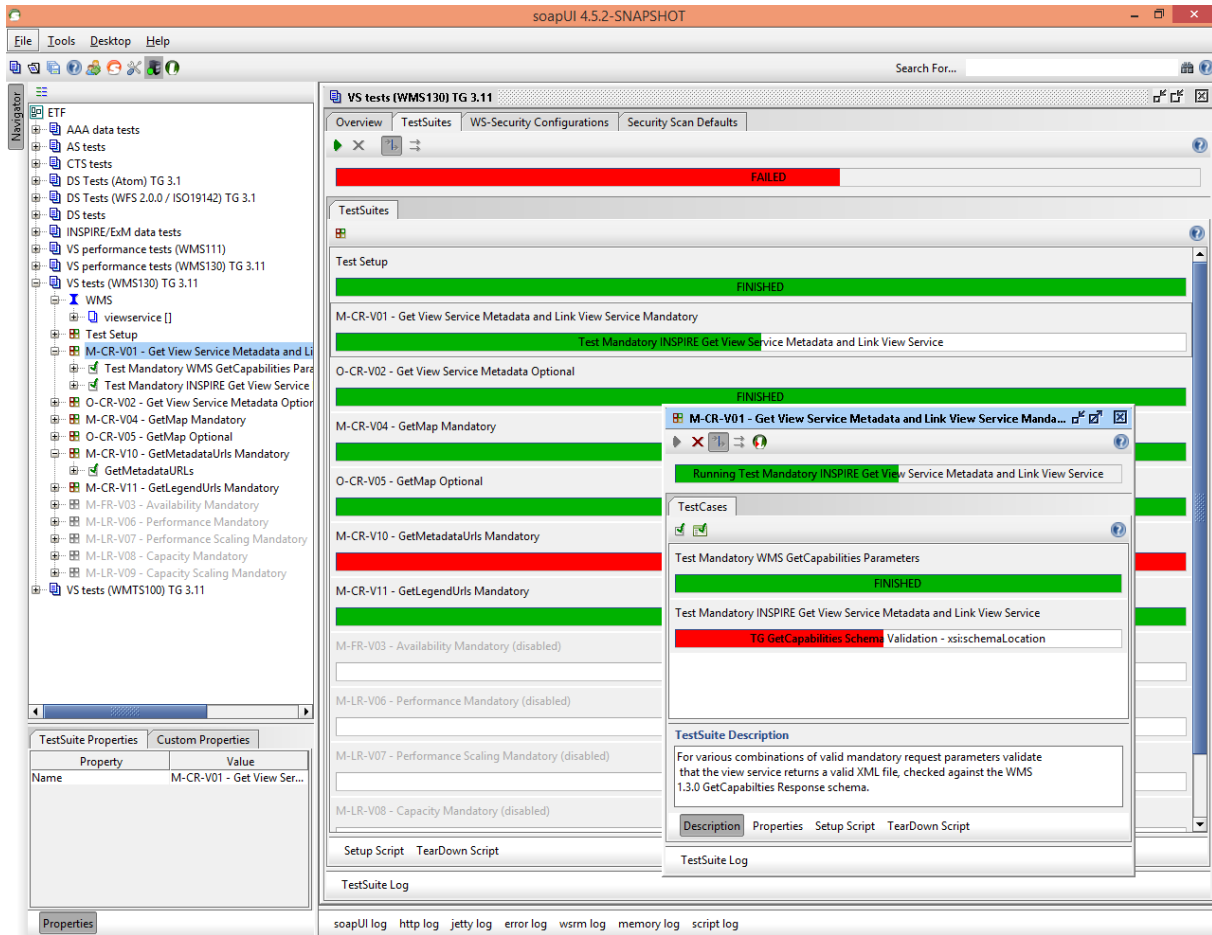 soapUI 4.5.2-SNAPSHOT
File Tools Desktop Help
Search For...
Navigator
ETF
AAA data tests
AS tests
CTS tests
DS Tests (Atom) TG 3.1
DS Tests (WFS 2.0.0 / ISO19142) TG 3.1
DS tests
INSPIRE/ExM data tests
VS performance tests (WMS111)
VS performance tests (WMS130) TG 3.11
VS tests (WMS130) TG 3.11
WMS
viewservice []
Test Setup
M-CR-V01 - Get View Service Metadata and Li
Test Mandatory WMS GetCapabilities Para
Test Mandatory INSPIRE Get View Service
O-CR-V02 - Get View Service Metadata Option
M-CR-V04 - GetMap Mandatory
O-CR-V05 - GetMap Optional
M-CR-V10 - GetMetadataUrls Mandatory
GetMetadataURLs
M-CR-V11 - GetLegendUrls Mandatory
M-FR-V03 - Availability Mandatory
M-LR-V06 - Performance Mandatory
M-LR-V07 - Performance Scaling Mandatory
M-LR-V08 - Capacity Mandatory
M-LR-V09 - Capacity Scaling Mandatory
VS tests (WMTS100) TG 3.11
TestSuite Properties Custom Properties
Property Value
Name M-CR-V01 - Get View Ser...
Properties
VS tests (WMS130) TG 3.11
Overview TestSuites WS-Security Configurations Security Scan Defaults
FAILED
TestSuites
Test Setup
FINISHED
M-CR-V01 - Get View Service Metadata and Link View Service Mandatory
Test Mandatory INSPIRE Get View Service Metadata and Link View Service
O-CR-V02 - Get View Service Metadata Optional
FINISHED
M-CR-V04 - GetMap Mandatory
O-CR-V05 - GetMap Optional
M-CR-V10 - GetMetadataUrls Mandatory
M-CR-V11 - GetLegendUrls Mandatory
M-FR-V03 - Availability Mandatory (disabled)
M-LR-V06 - Performance Mandatory (disabled)
M-LR-V07 - Performance Scaling Mandatory (disabled)
M-LR-V08 - Capacity Mandatory (disabled)
Setup Script TearDown Script
TestSuite Log
M-CR-V01 - Get View Service Metadata and Link View Service Manda...
Running Test Mandatory INSPIRE Get View Service Metadata and Link View Service
TestCases
Test Mandatory WMS GetCapabilities Parameters
FINISHED
Test Mandatory INSPIRE Get View Service Metadata and Link View Service
TG GetCapabilities Schema Validation - xsi:schemaLocation
TestSuite Description
For various combinations of valid mandatory request parameters validate
that the view service returns a valid XML file, checked against the WMS
1.3.0 GetCapabilties Response schema.
Description Properties Setup Script TearDown Script
TestSuite Log
soapUI log http log jetty log error log wsrm log memory log script log